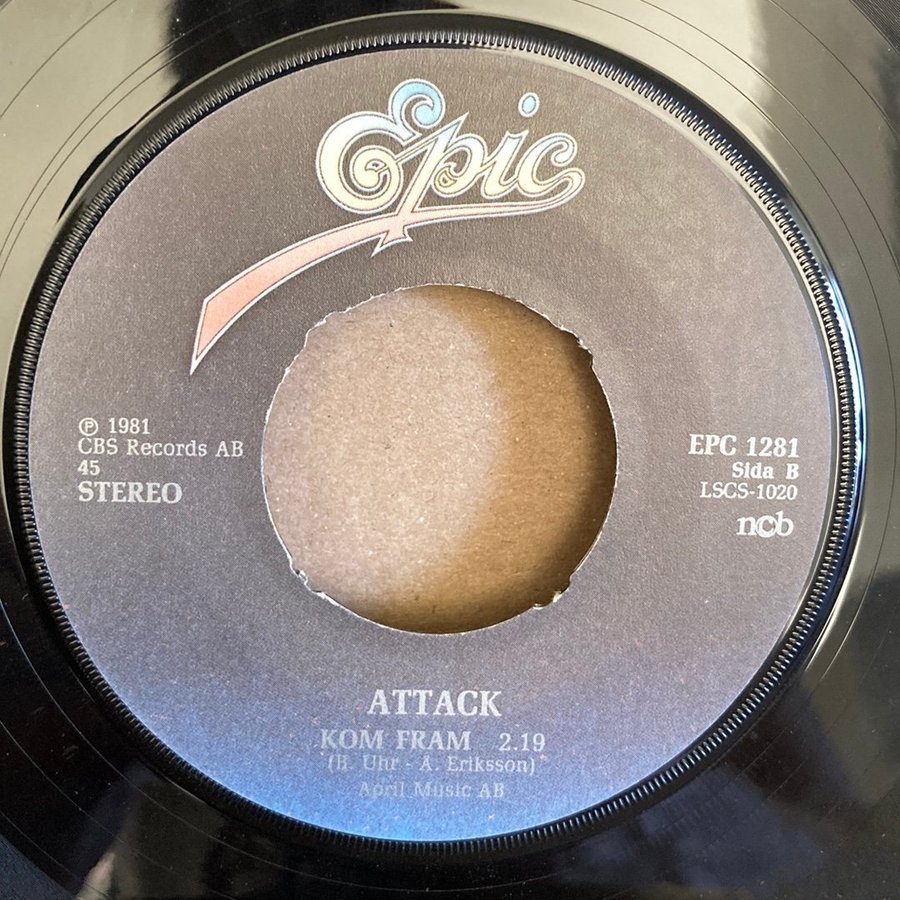 Epic
℗ 1981
CBS Records AB
45
STEREO
EPC 1281
Sida B
LSCS-1020
ncb
ATTACK
KOM FRAM 2.19
(B. Uhr - A. Eriksson)
April Music AB